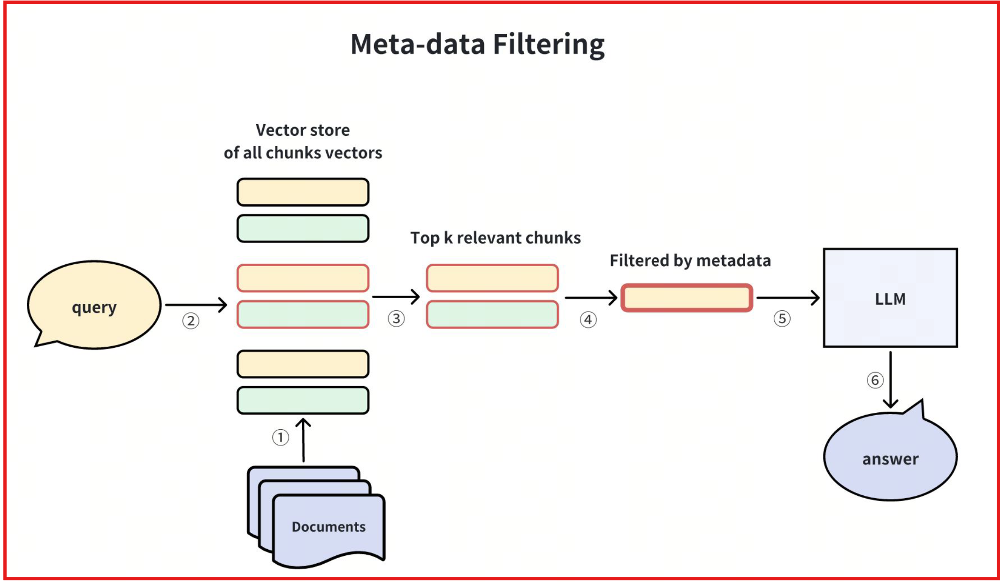 Meta-data Filtering
Vector store
of all chunks vectors
Top k relevant chunks
Filtered by metadata
query
②
③
④
⑤
LLM
⑥
①
answer
Documents